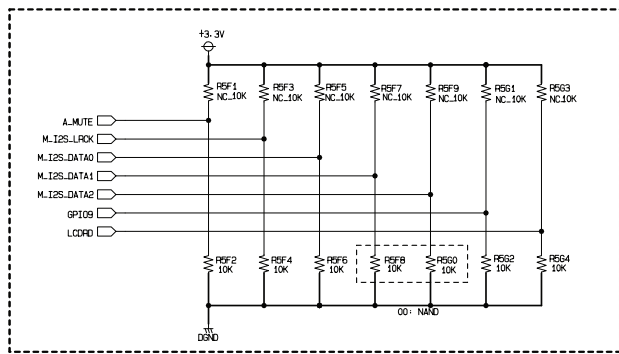 +3.3V
R5F1 R5F3 R5F5 R5F7 R5F9 R5G1 R5G3
NC_10K NC_10K NC_10K NC_10K NC_10K NC_10K NC_10K
A_MUTE
M_I2S_LRCK
M_I2S_DATA0
M_I2S_DATA1
M_I2S_DATA2
GPIO9
LCDRD
R5F2 R5F4 R5F6 R5F8 R5G0 R5G2 R5G4
10K 10K 10K 10K 10K 10K 10K
00: NAND
DGND